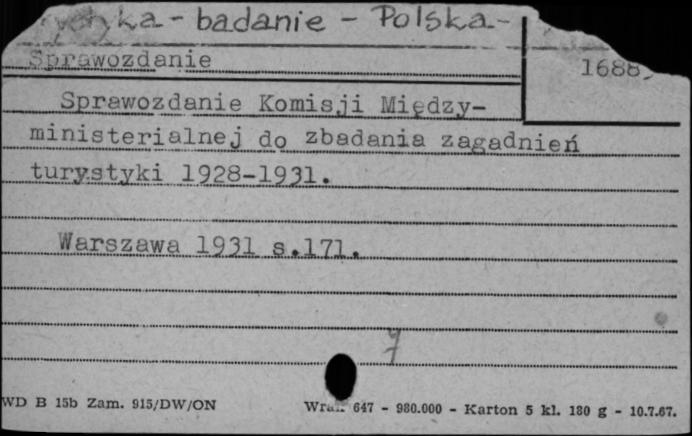 - badanie - Polska -
Sprawozdanie
1688
Sprawozdanie Komisji Między-
ministerialnej do zbadania zagadnień
turystyki 1928-1931.
Warszawa 1931 s.171.
WD B 15b Zam. 915/DW/ON
647 - 980.000 - Karton 5 kl. 180 g - 10.7.67.